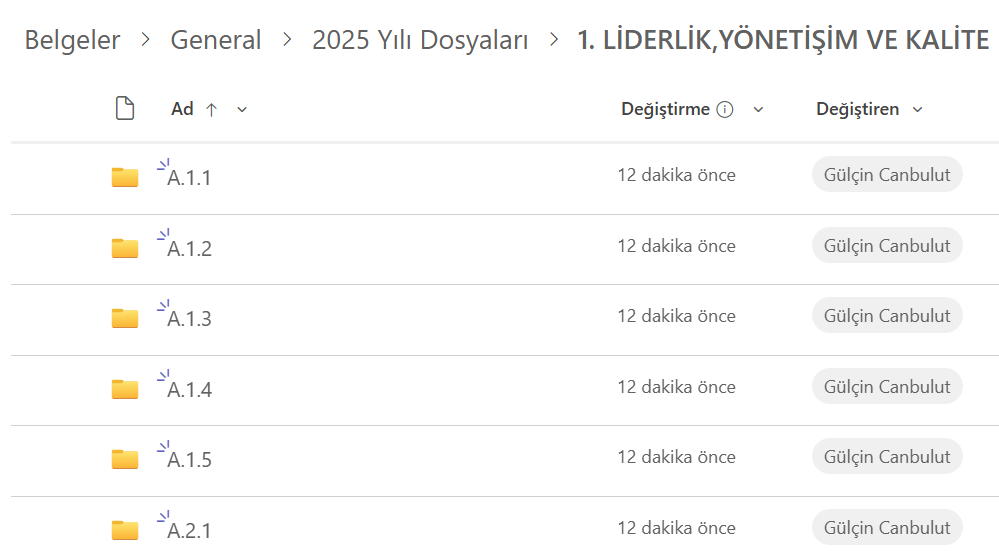 Belgeler > General > 2025 Yılı Dosyaları > 1. LİDERLİK,YÖNETİŞİM VE KALİTE
Ad ↑ Değiştirme Değiştiren
A.1.1 12 dakika önce Gülçin Canbulut
A.1.2 12 dakika önce Gülçin Canbulut
A.1.3 12 dakika önce Gülçin Canbulut
A.1.4 12 dakika önce Gülçin Canbulut
A.1.5 12 dakika önce Gülçin Canbulut
A.2.1 12 dakika önce Gülçin Canbulut